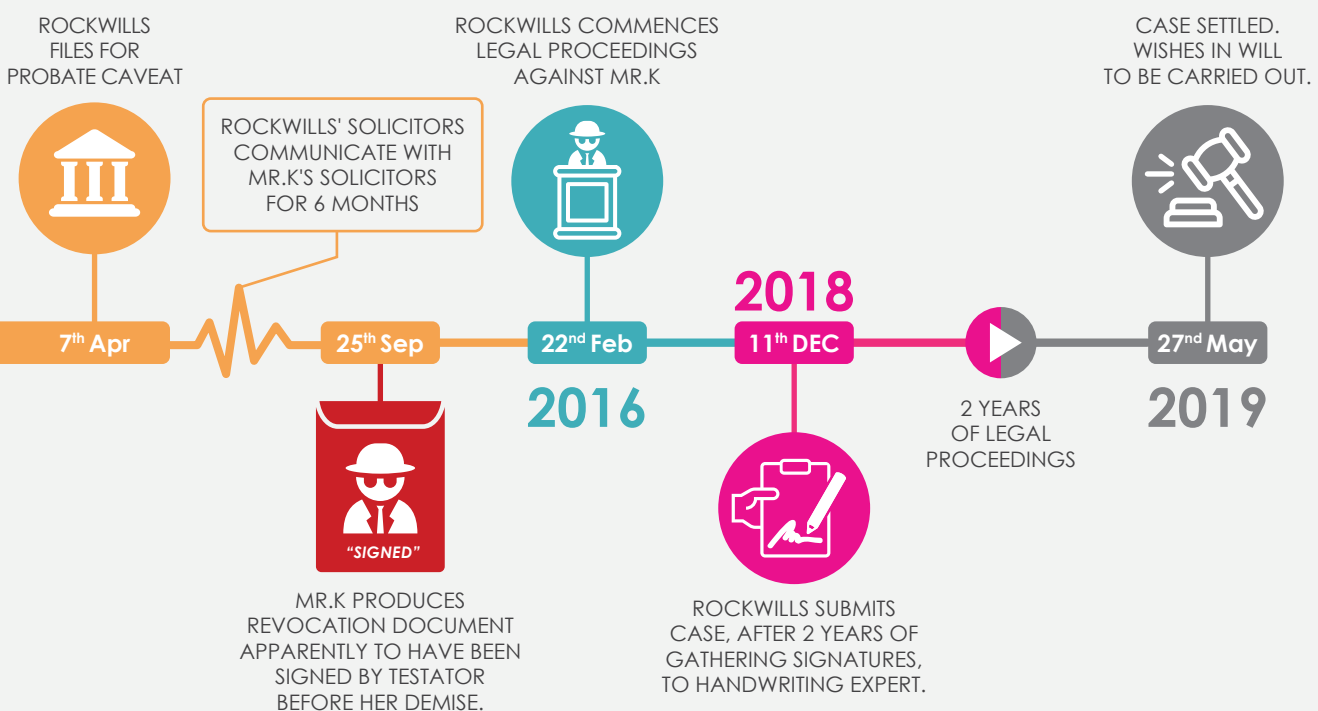 ROCKWILLS
FILES FOR
PROBATE CAVEAT
7th Apr
ROCKWILLS' SOLICITORS
COMMUNICATE WITH
MR.K'S SOLICITORS
FOR 6 MONTHS
25th Sep
"SIGNED"
MR.K PRODUCES
REVOCATION DOCUMENT
APPARENTLY TO HAVE BEEN
SIGNED BY TESTATOR
BEFORE HER DEMISE.
ROCKWILLS COMMENCES
LEGAL PROCEEDINGS
AGAINST MR.K
22nd Feb
2016
2018
11th DEC
ROCKWILLS SUBMITS
CASE, AFTER 2 YEARS OF
GATHERING SIGNATURES,
TO HANDWRITING EXPERT.
2 YEARS
OF LEGAL
PROCEEDINGS
CASE SETTLED.
WISHES IN WILL
TO BE CARRIED OUT.
27nd May
2019